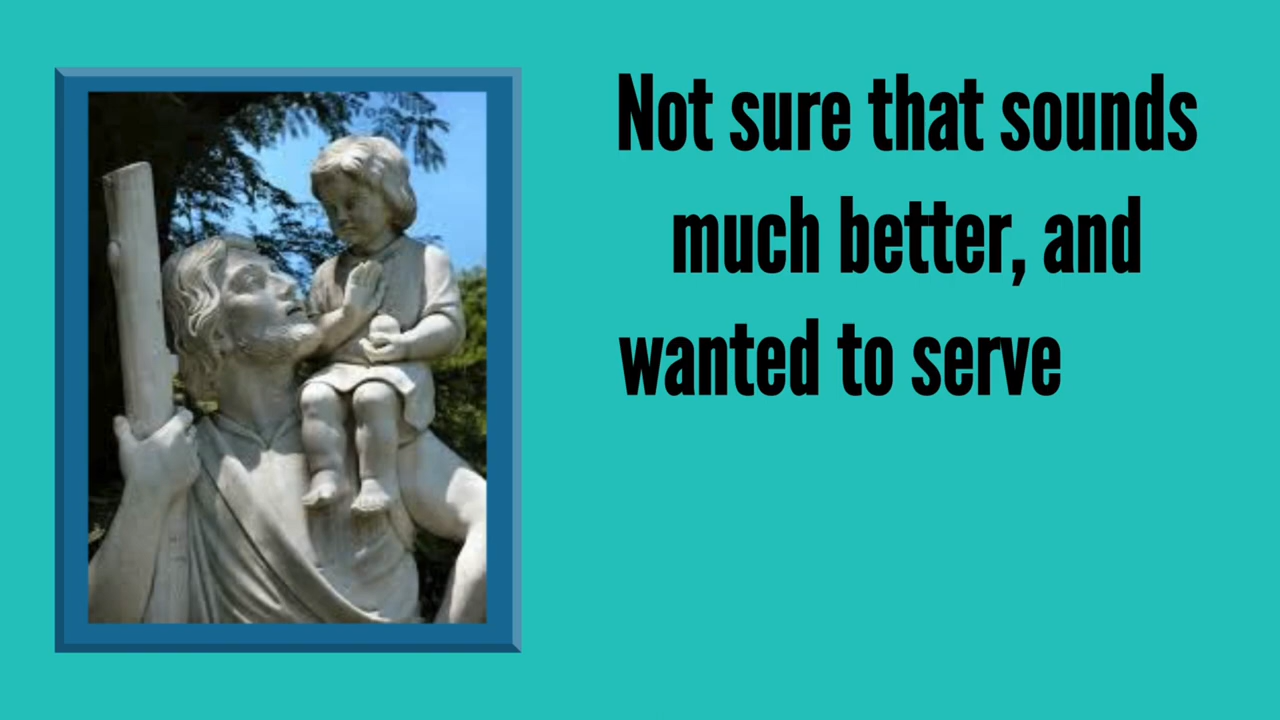 Not sure that sounds
much better, and
wanted to serve